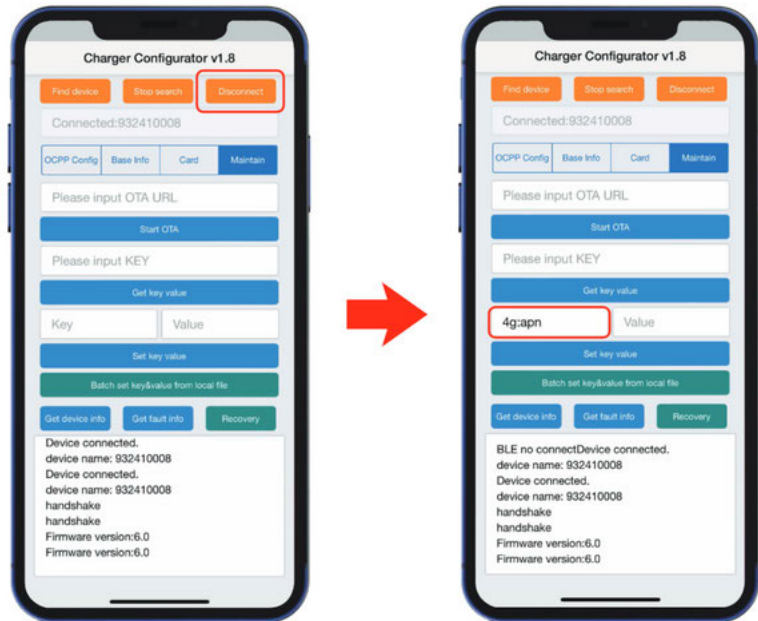 Charger Configurator v1.8
Find device Stop search Disconnect
Connected:932410008
OCPP Config Base Info Card Maintain
Please input OTA URL
Start OTA
Please input KEY
Get key value
Key Value
Set key value
Batch set key&value from local file
Get device info Get fault info Recovery
Device connected.
device name: 932410008
Device connected.
device name: 932410008
handshake
handshake
Firmware version:6.0
Firmware version:6.0
Charger Configurator v1.8
Find device Stop search Disconnect
Connected:932410008
OCPP Config Base Info Card Maintain
Please input OTA URL
Start OTA
Please input KEY
Get key value
4g:apn Value
Set key value
Batch set key&value from local file
Get device info Get fault info Recovery
BLE no connectDevice connected.
device name: 932410008
Device connected.
device name: 932410008
handshake
handshake
Firmware version:6.0
Firmware version:6.0